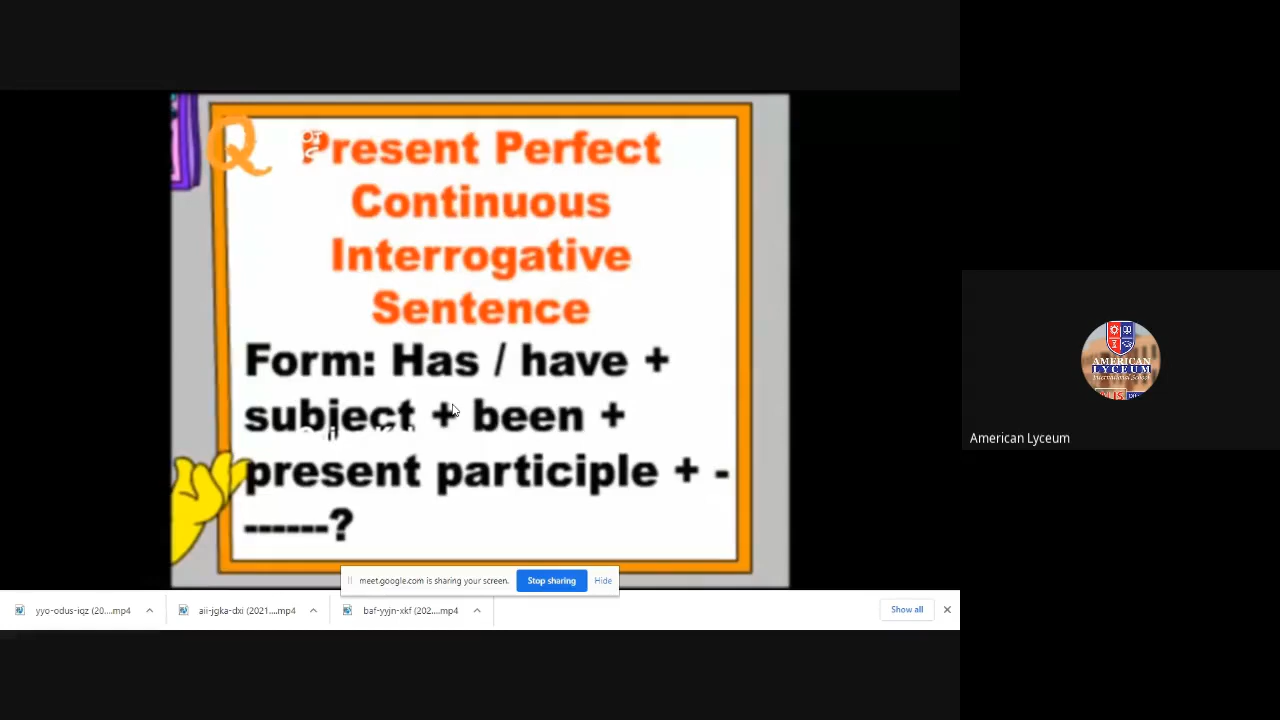 Q
Present Perfect
Continuous
Interrogative
Sentence
Form: Has / have +
subject + been +
present participle + -
------?
meet.google.com is sharing your screen.
Stop sharing
Hide
yyo-odus-iqz (20....mp4
aii-jgka-dxi (2021....mp4
baf-yyjn-xkf (202....mp4
Show all
AMERICAN
LYCEUM
International School
American Lyceum